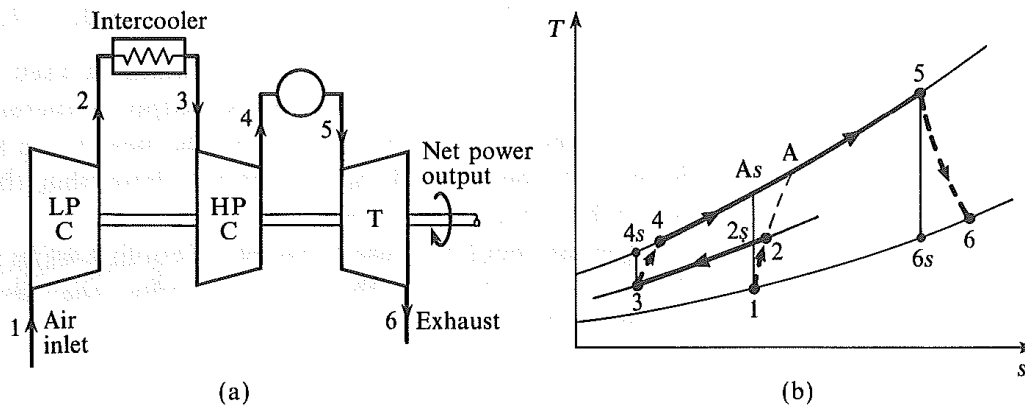 Intercooler
2
3
4
5
LP
C
HP
C
T
Net power
output
1
Air
inlet
6
Exhaust
(a)
T
5
A
As
4s
4
2s
2
3
1
6
6s
s
(b)